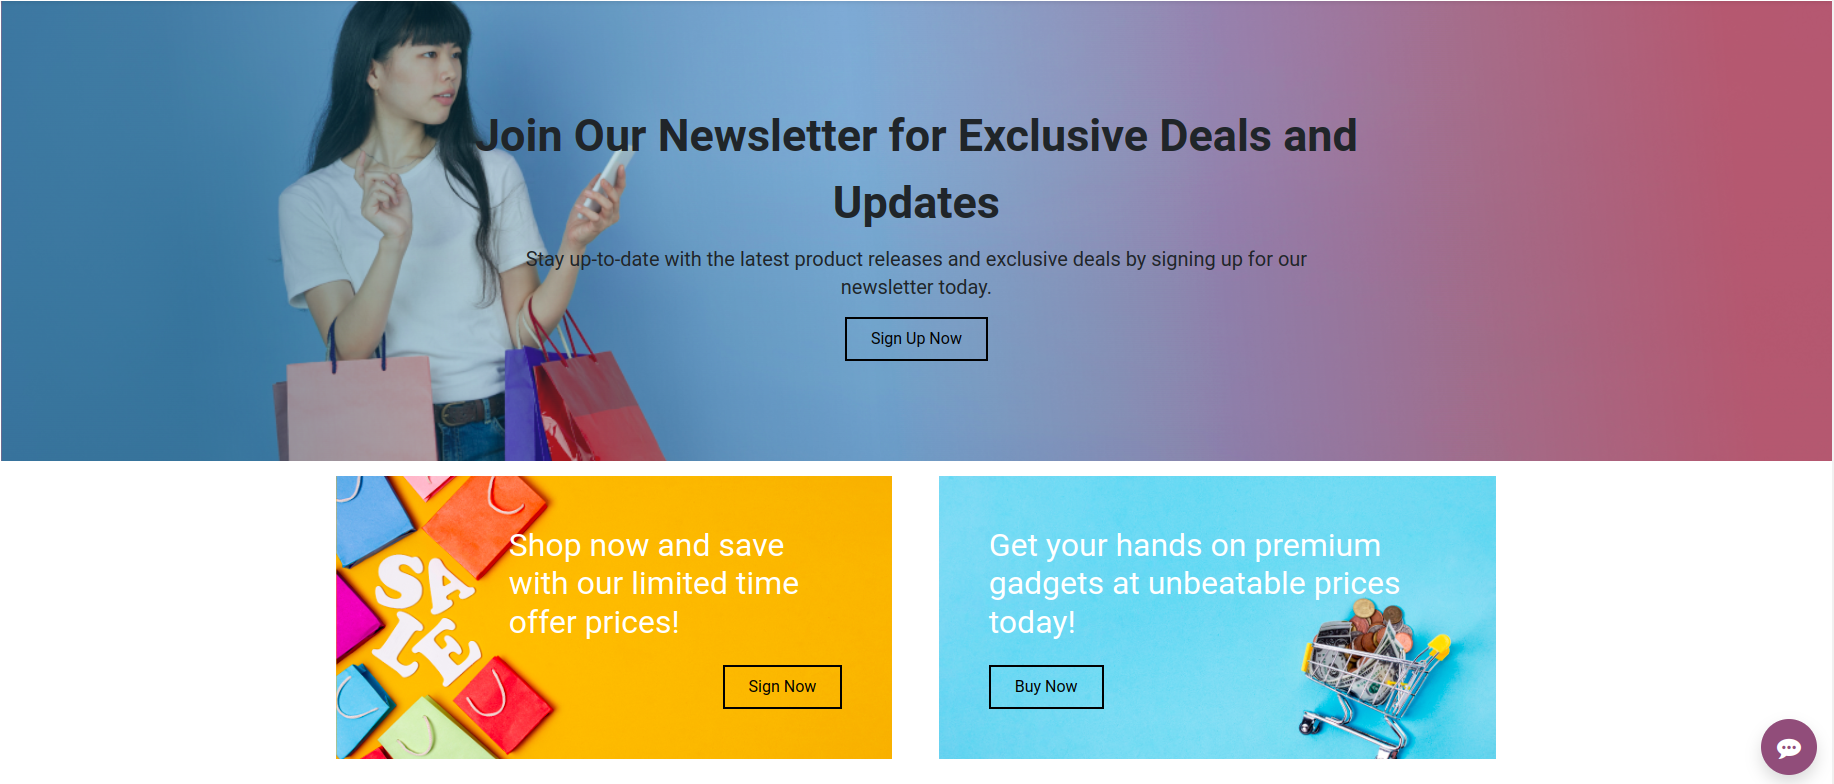 Join Our Newsletter for Exclusive Deals and
Updates
Stay up-to-date with the latest product releases and exclusive deals by signing up for our
newsletter today.
Sign Up Now
SA
LE
Shop now and save
with our limited time
offer prices!
Sign Now
Get your hands on premium
gadgets at unbeatable prices
today!
Buy Now